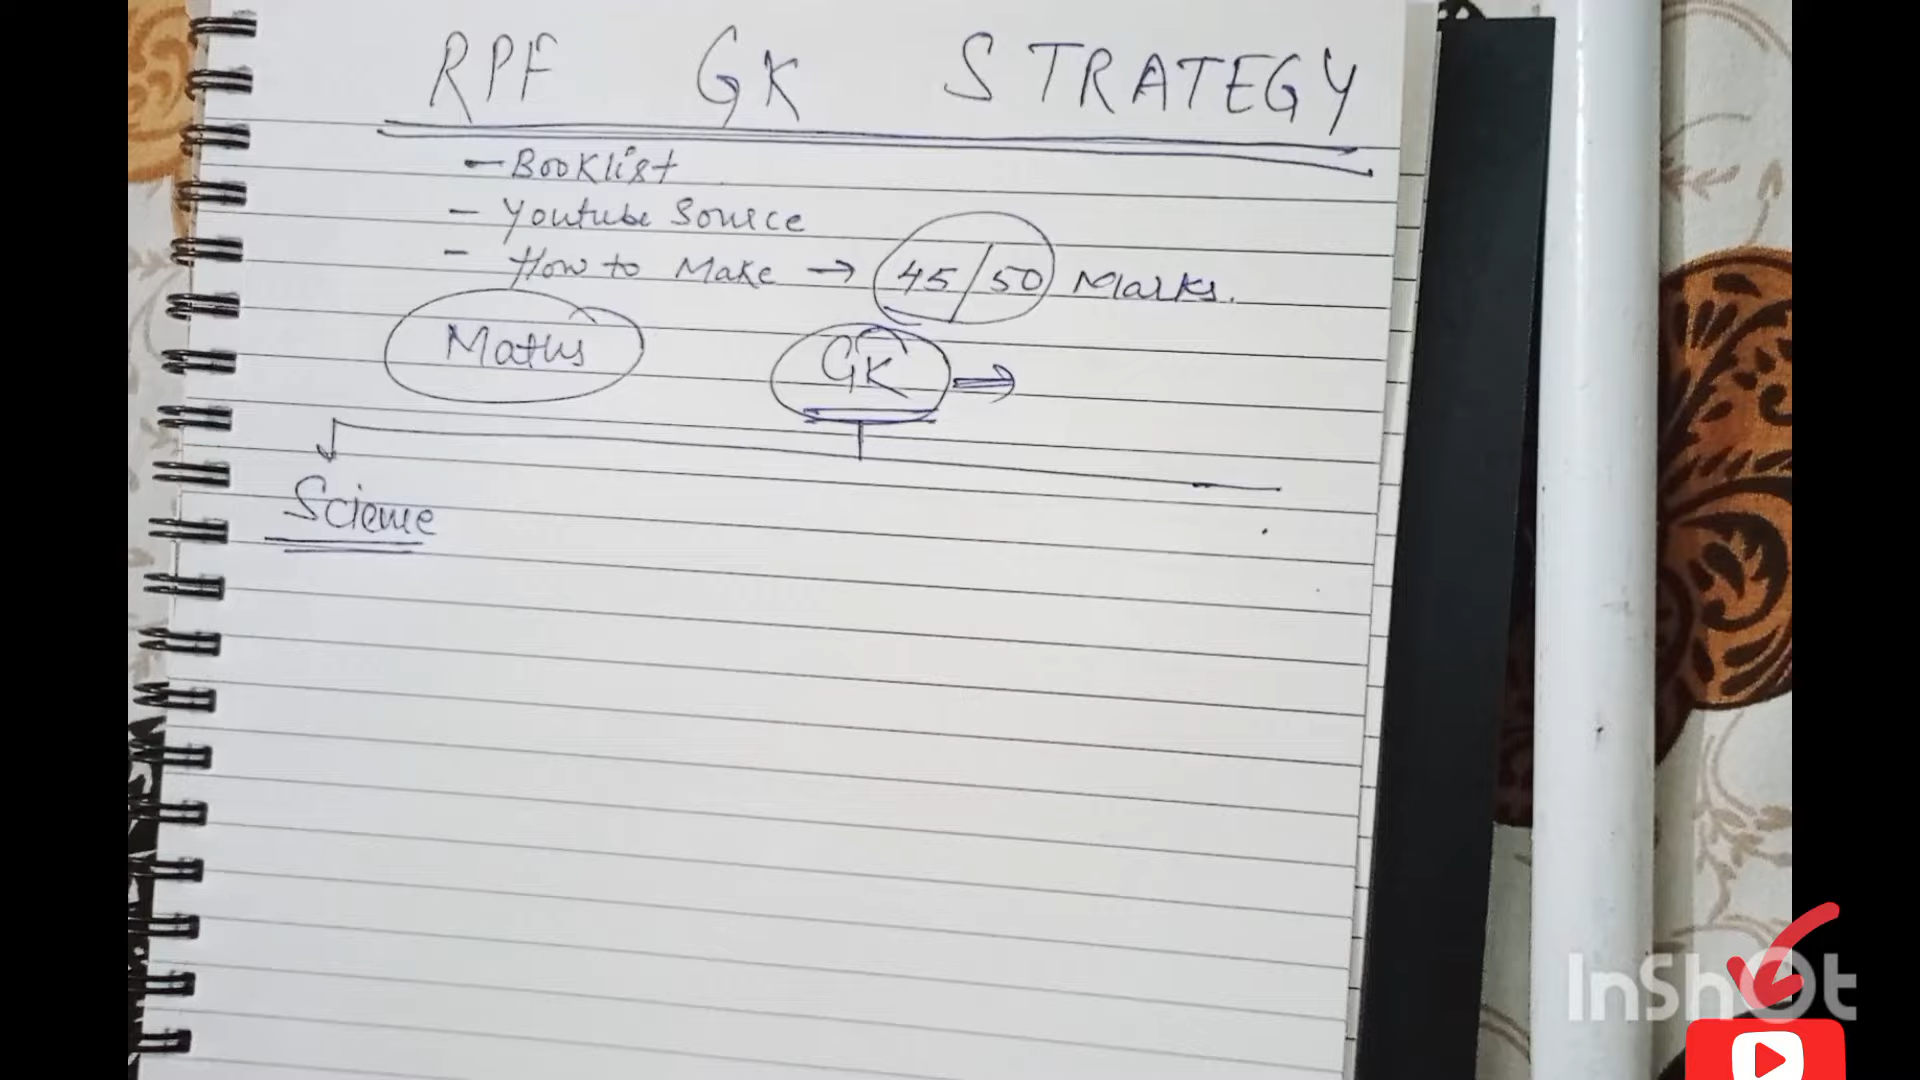 RPF GK STRATEGY
- Booklist
- Youtube Source
- How to Make → 45/50 Marks.
Maths GK →
Science
InShot